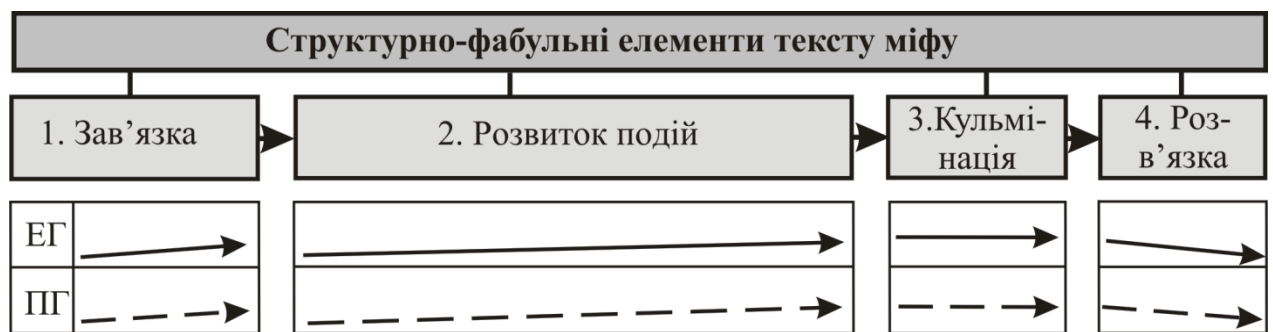 Структурно-фабульні елементи тексту міфу
1. Зав’язка
2. Розвиток подій
3.Кульмі-
нація
4. Роз-
в’язка
ЕГ
ПГ